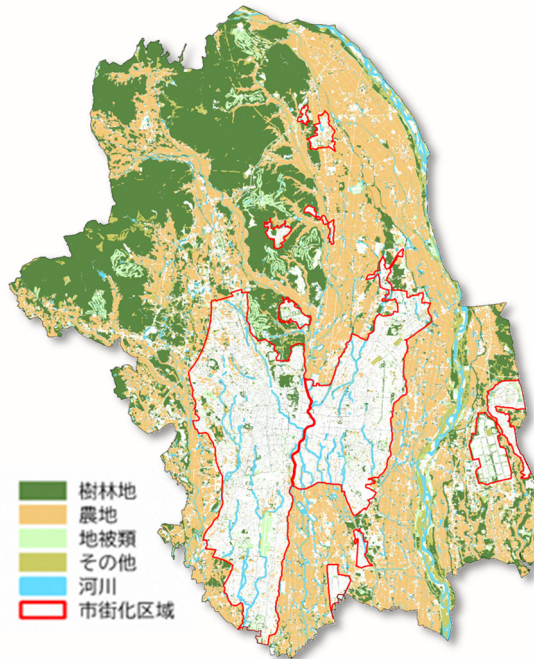 樹林地
農地
地被類
その他
河川
市街化区域